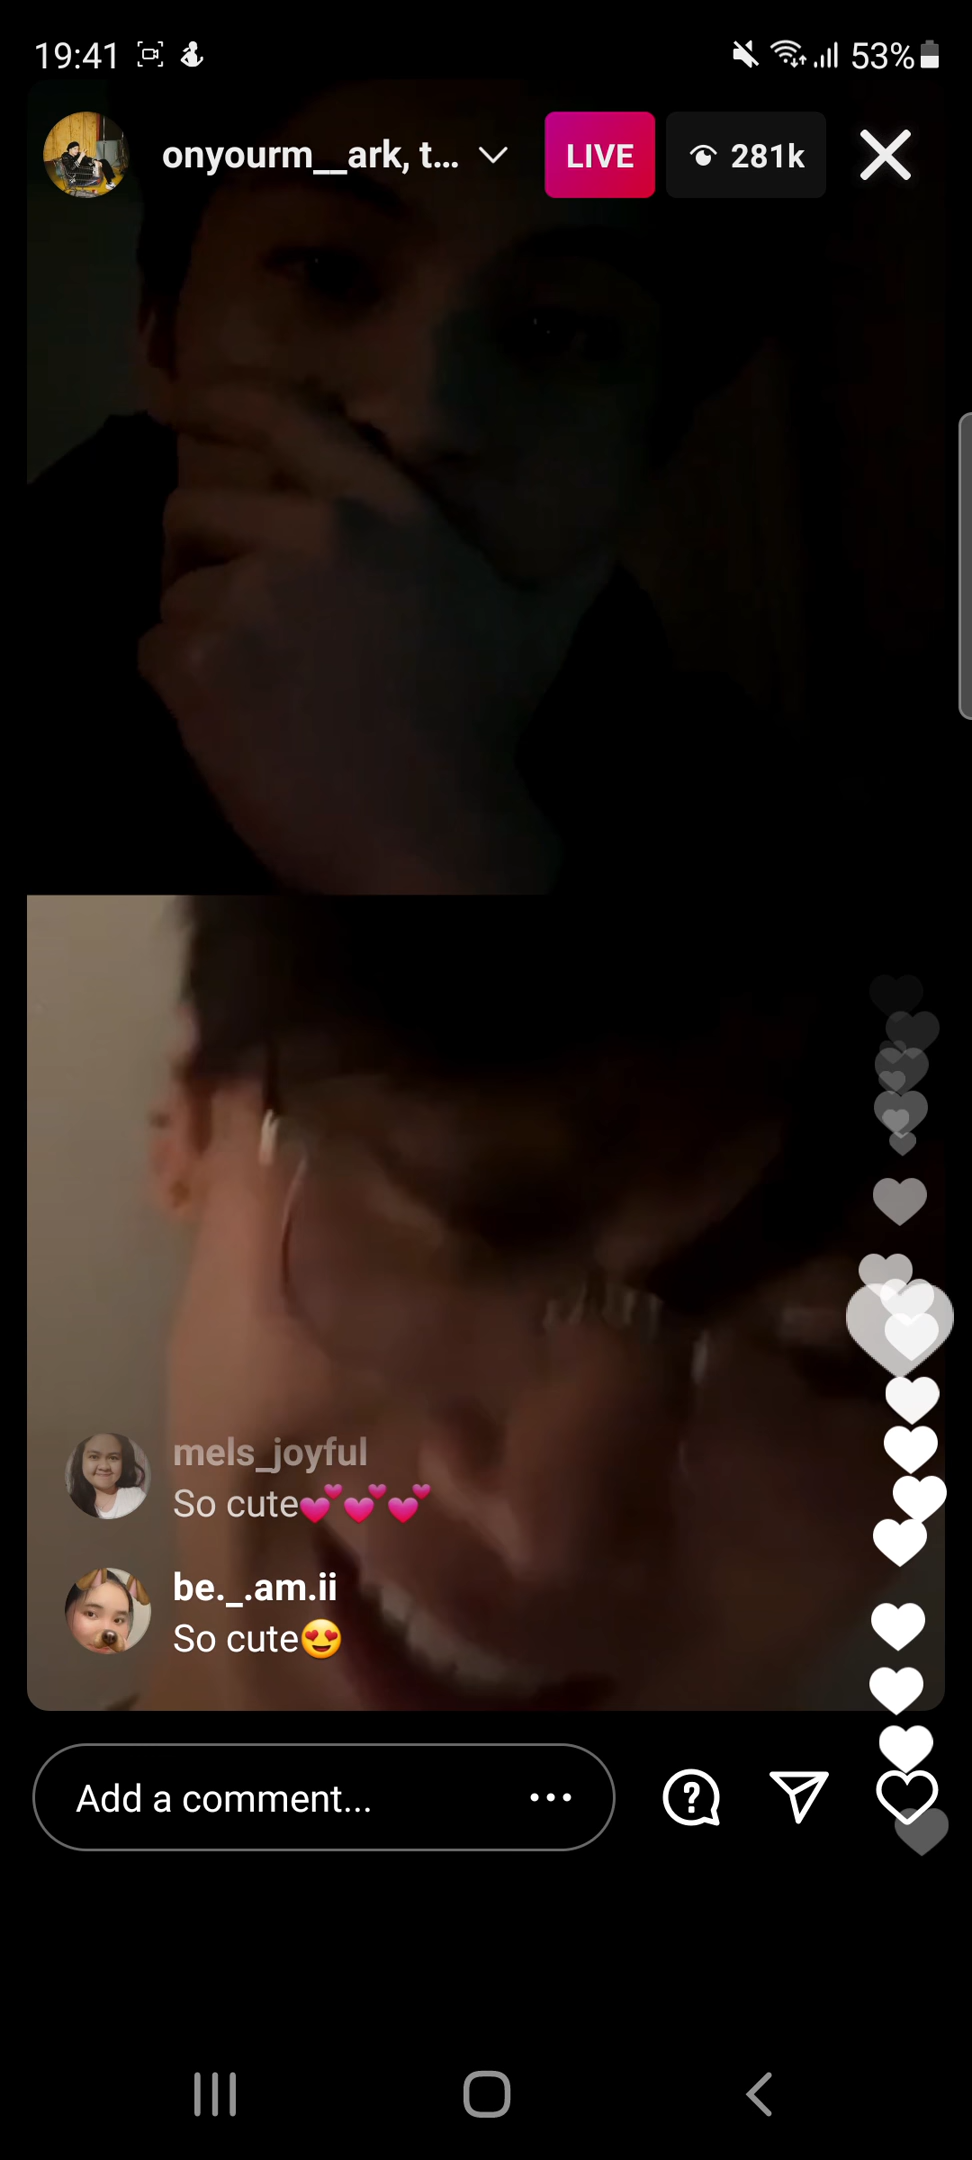 19:41
53%
onyourm__ark, t...
LIVE
281k
mels_joyful
So cute💕💕💕
be._.am.ii
So cute😍
Add a comment...